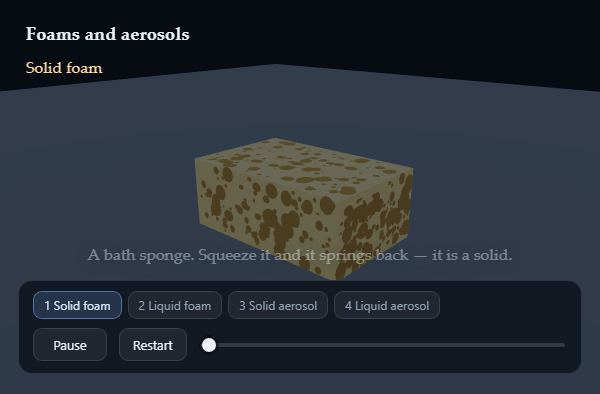 Foams and aerosols
Solid foam
A bath sponge. Squeeze it and it springs back — it is a solid.
1 Solid foam
2 Liquid foam
3 Solid aerosol
4 Liquid aerosol
Pause
Restart